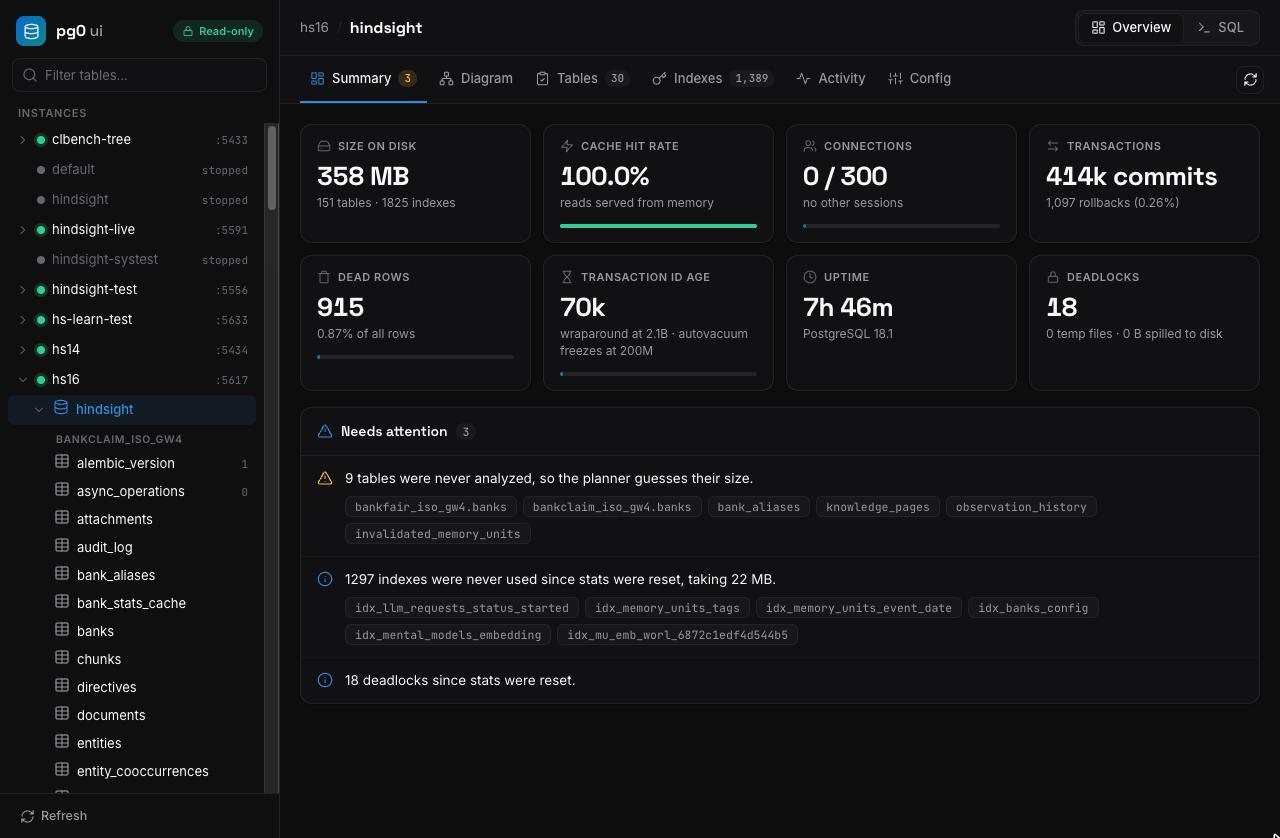 pg0 ui
Read-only
Filter tables...
INSTANCES
clbench-tree :5433
default stopped
hindsight stopped
hindsight-live :5591
hindsight-systest stopped
hindsight-test :5556
hs-learn-test :5633
hs14 :5434
hs16 :5617
hindsight
BANKCLAIM_ISO_GW4
alembic_version 1
async_operations 0
attachments
audit_log
bank_aliases
bank_stats_cache
banks
chunks
directives
documents
entities
entity_cooccurrences
Refresh
hs16 / hindsight
Overview SQL
Summary 3 Diagram Tables 30 Indexes 1,389 Activity Config
SIZE ON DISK
358 MB
151 tables · 1825 indexes
CACHE HIT RATE
100.0%
reads served from memory
CONNECTIONS
0 / 300
no other sessions
TRANSACTIONS
414k commits
1,097 rollbacks (0.26%)
DEAD ROWS
915
0.87% of all rows
TRANSACTION ID AGE
70k
wraparound at 2.1B · autovacuum
freezes at 200M
UPTIME
7h 46m
PostgreSQL 18.1
DEADLOCKS
18
0 temp files · 0 B spilled to disk
Needs attention 3
9 tables were never analyzed, so the planner guesses their size.
bankfair_iso_gw4.banks bankclaim_iso_gw4.banks bank_aliases knowledge_pages observation_history
invalidated_memory_units
1297 indexes were never used since stats were reset, taking 22 MB.
idx_llm_requests_status_started idx_memory_units_tags idx_memory_units_event_date idx_banks_config
idx_mental_models_embedding idx_mu_emb_worl_6872c1edf4d544b5
18 deadlocks since stats were reset.